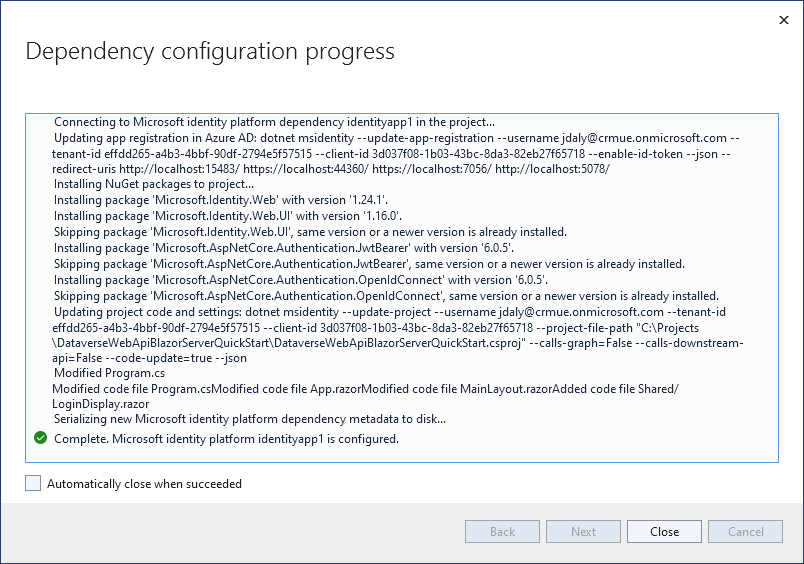 Dependency configuration progress
Connecting to Microsoft identity platform dependency identityapp1 in the project...
Updating app registration in Azure AD: dotnet msidentity --update-app-registration --username jdaly@crmue.onmicrosoft.com --
tenant-id effdd265-a4b3-4bbf-90df-2794e5f57515 --client-id 3d037f08-1b03-43bc-8da3-82eb27f65718 --enable-id-token --json --
redirect-uris http://localhost:15483/ https://localhost:44360/ https://localhost:7056/ http://localhost:5078/
Installing NuGet packages to project...
Installing package 'Microsoft.Identity.Web' with version '1.24.1'.
Installing package 'Microsoft.Identity.Web.UI' with version '1.16.0'.
Skipping package 'Microsoft.Identity.Web.UI', same version or a newer version is already installed.
Installing package 'Microsoft.AspNetCore.Authentication.JwtBearer' with version '6.0.5'.
Skipping package 'Microsoft.AspNetCore.Authentication.JwtBearer', same version or a newer version is already installed.
Installing package 'Microsoft.AspNetCore.Authentication.OpenIdConnect' with version '6.0.5'.
Skipping package 'Microsoft.AspNetCore.Authentication.OpenIdConnect', same version or a newer version is already installed.
Updating project code and settings: dotnet msidentity --update-project --username jdaly@crmue.onmicrosoft.com --tenant-id
effdd265-a4b3-4bbf-90df-2794e5f57515 --client-id 3d037f08-1b03-43bc-8da3-82eb27f65718 --project-file-path "C:\Projects
\DataverseWebApiBlazorServerQuickStart\DataverseWebApiBlazorServerQuickStart.csproj" --calls-graph=False --calls-downstream-
api=False --code-update=true --json
Modified Program.cs
Modified code file Program.csModified code file App.razorModified code file MainLayout.razorAdded code file Shared/
LoginDisplay.razor
Serializing new Microsoft identity platform dependency metadata to disk...
Complete. Microsoft identity platform identityapp1 is configured.
Automatically close when succeeded
Back
Next
Close
Cancel